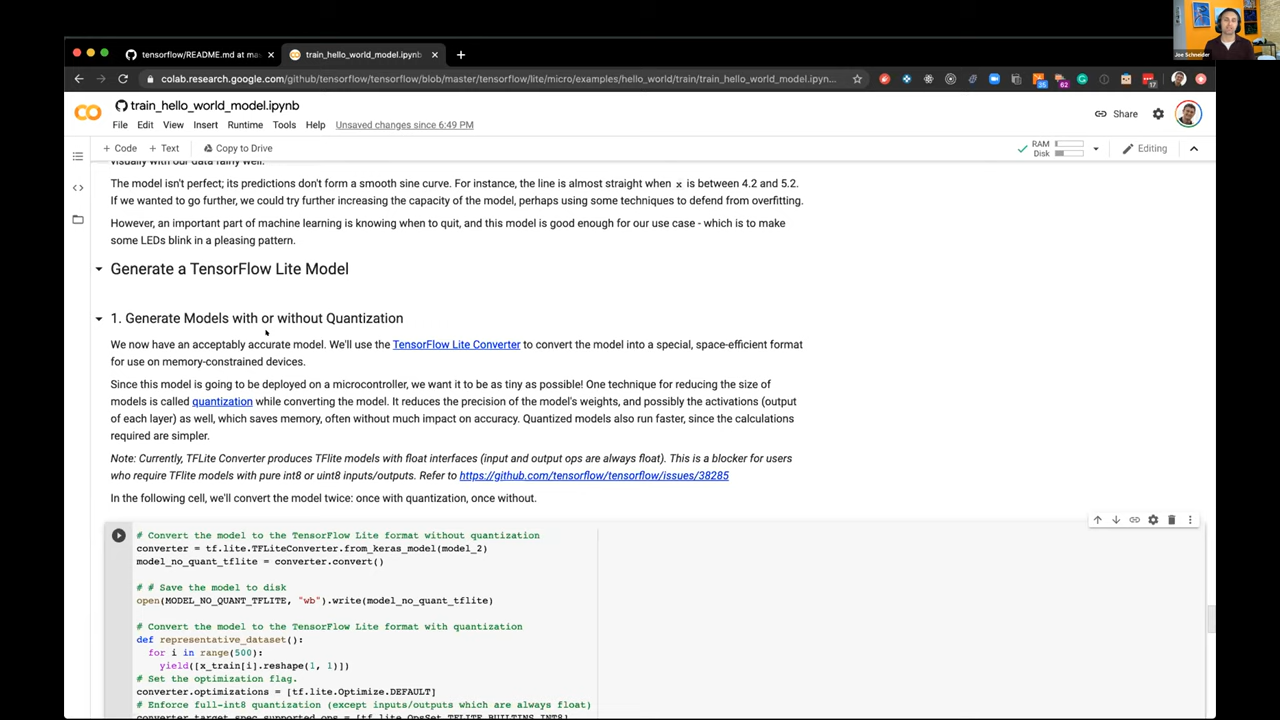 tensorflow/README.md at ma
train_hello_world_model.ipynb
colab.research.google.com/github/tensorflow/tensorflow/blob/master/tensorflow/lite/micro/examples/hello_world/train/train_hello_world_model.ipyn...
Joe Schneider
train_hello_world_model.ipynb
Share
File Edit View Insert Runtime Tools Help Unsaved changes since 6:49 PM
+ Code + Text Copy to Drive
RAM
Disk
Editing
visually with our data fairly well.
The model isn't perfect; its predictions don't form a smooth sine curve. For instance, the line is almost straight when x is between 4.2 and 5.2.
If we wanted to go further, we could try further increasing the capacity of the model, perhaps using some techniques to defend from overfitting.
However, an important part of machine learning is knowing when to quit, and this model is good enough for our use case - which is to make
some LEDs blink in a pleasing pattern.
Generate a TensorFlow Lite Model
1. Generate Models with or without Quantization
We now have an acceptably accurate model. We'll use the TensorFlow Lite Converter to convert the model into a special, space-efficient format
for use on memory-constrained devices.
Since this model is going to be deployed on a microcontroller, we want it to be as tiny as possible! One technique for reducing the size of
models is called quantization while converting the model. It reduces the precision of the model's weights, and possibly the activations (output
of each layer) as well, which saves memory, often without much impact on accuracy. Quantized models also run faster, since the calculations
required are simpler.
Note: Currently, TFLite Converter produces TFlite models with float interfaces (input and output ops are always float). This is a blocker for users
who require TFlite models with pure int8 or uint8 inputs/outputs. Refer to https://github.com/tensorflow/tensorflow/issues/38285
In the following cell, we'll convert the model twice: once with quantization, once without.
# Convert the model to the TensorFlow Lite format without quantization
converter = tf.lite.TFLiteConverter.from_keras_model(model_2)
model_no_quant_tflite = converter.convert()
# # Save the model to disk
open(MODEL_NO_QUANT_TFLITE, "wb").write(model_no_quant_tflite)
# Convert the model to the TensorFlow Lite format with quantization
def representative_dataset():
for i in range(500):
yield([x_train[i].reshape(1, 1)])
# Set the optimization flag.
converter.optimizations = [tf.lite.Optimize.DEFAULT]
# Enforce full-int8 quantization (except inputs/outputs which are always float)
converter.target_spec.supported_ops = [tf.lite.OpsSet.TFLITE_BUILTINS_INT8]